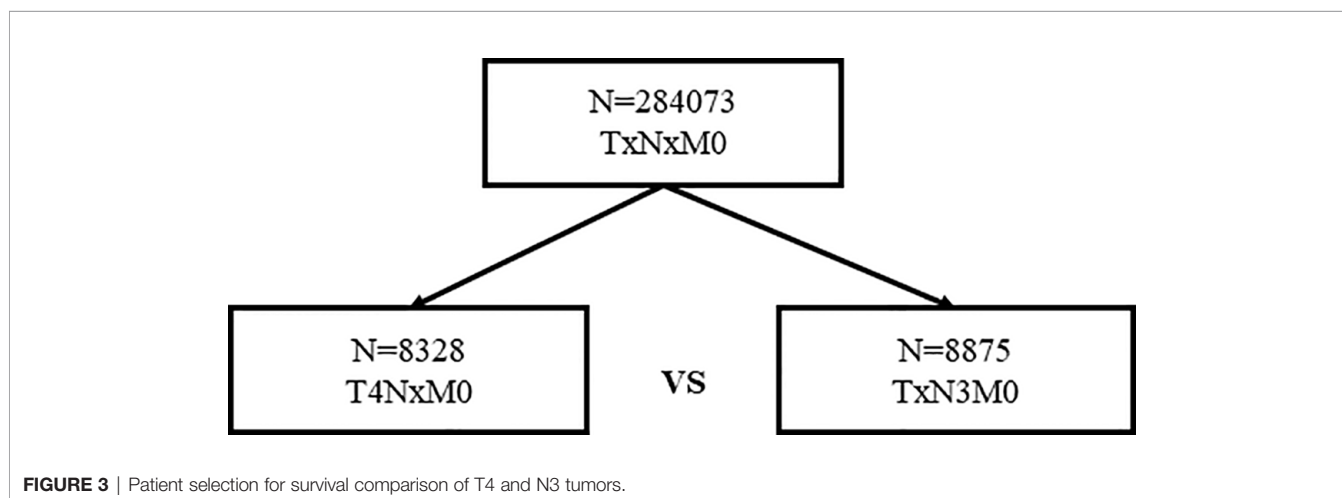 N=284073
TxNxM0
N=8328
T4NxM0
VS
N=8875
TxN3M0
FIGURE 3 | Patient selection for survival comparison of T4 and N3 tumors.